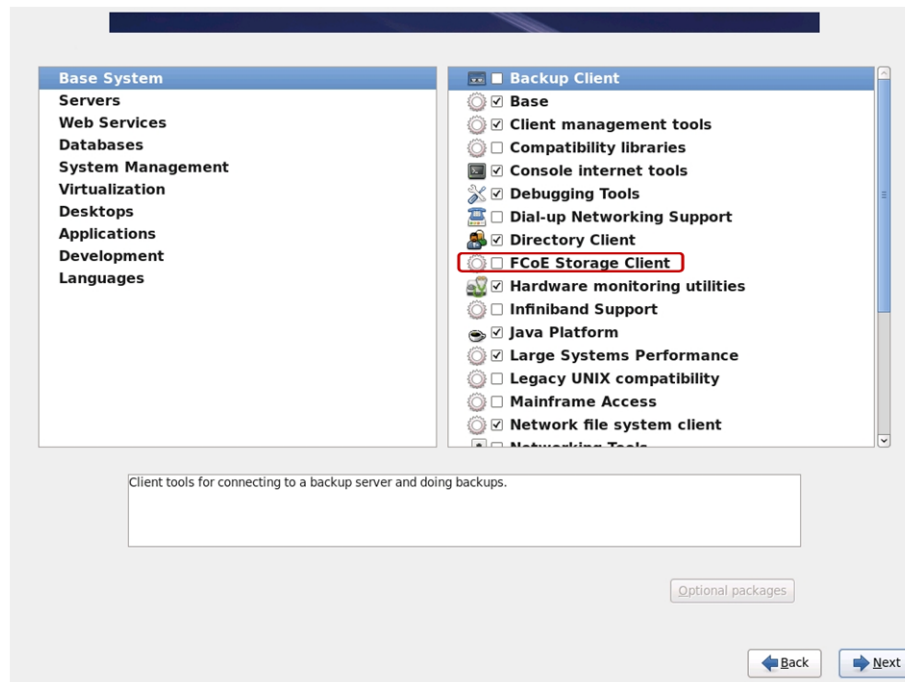 Base System
Servers
Web Services
Databases
System Management
Virtualization
Desktops
Applications
Development
Languages
Backup Client
Base
Client management tools
Compatibility libraries
Console internet tools
Debugging Tools
Dial-up Networking Support
Directory Client
FCoE Storage Client
Hardware monitoring utilities
Infiniband Support
Java Platform
Large Systems Performance
Legacy UNIX compatibility
Mainframe Access
Network file system client
Networking Tools
Client tools for connecting to a backup server and doing backups.
Optional packages
Back
Next